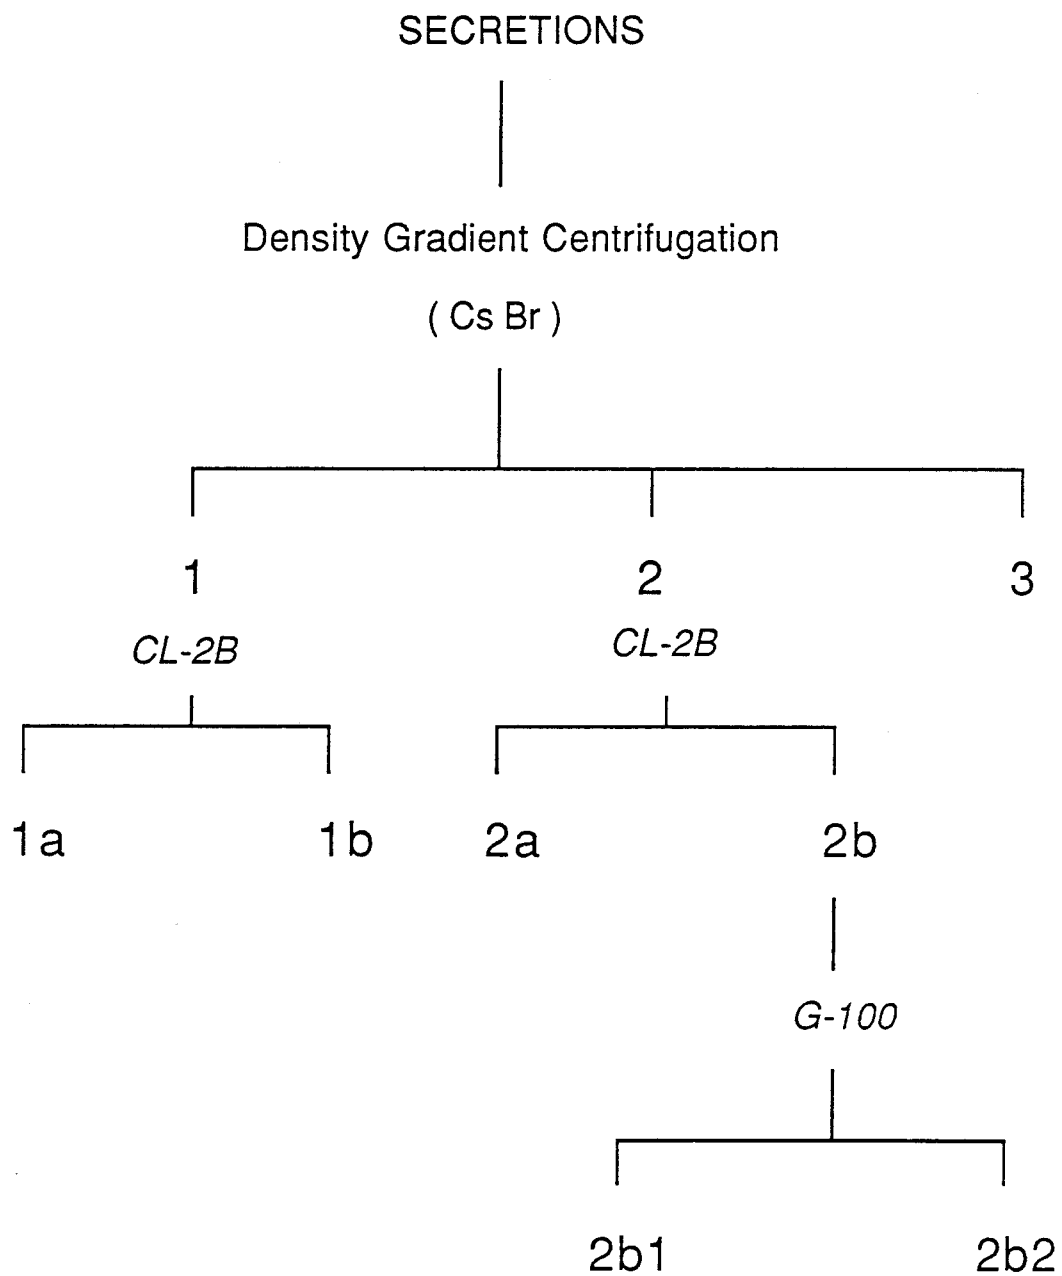 SECRETIONS
Density Gradient Centrifugation
( Cs Br )
1 2 3
CL-2B CL-2B
1a 1b 2a 2b
G-100
2b1 2b2